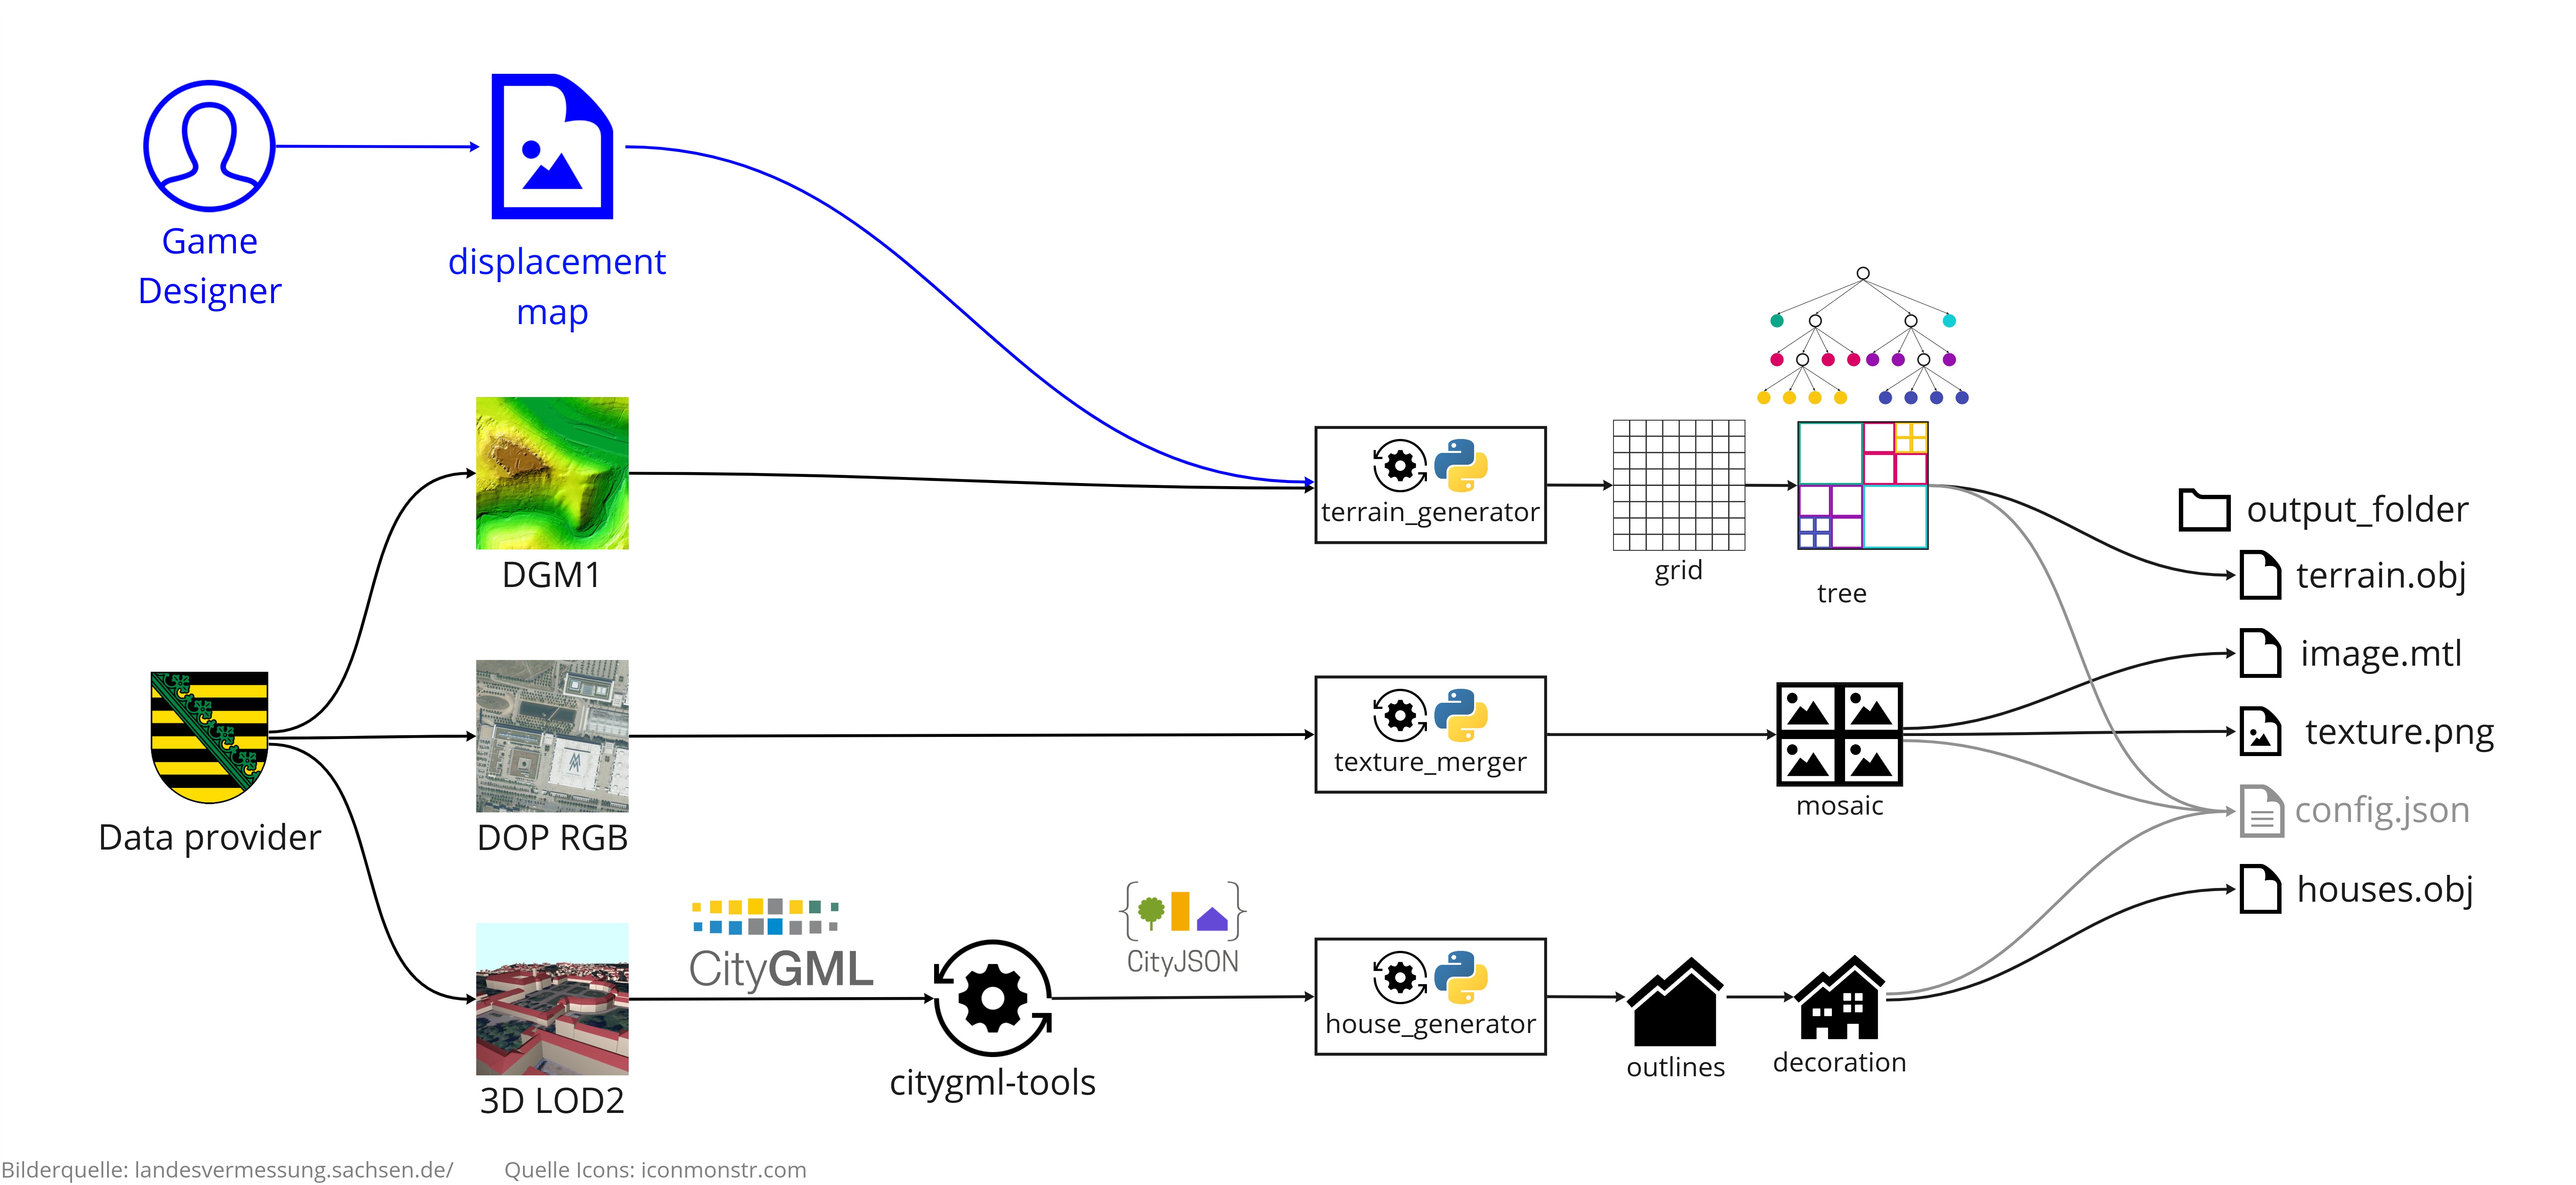 Game
Designer
displacement
map
DGM1
terrain_generator
grid
tree
output_folder
terrain.obj
image.mtl
texture.png
config.json
houses.obj
Data provider
DOP RGB
texture_merger
mosaic
CityGML
CityJSON
3D LOD2
citygml-tools
house_generator
outlines
decoration
Bilderquelle: landesvermessung.sachsen.de/
Quelle Icons: iconmonstr.com